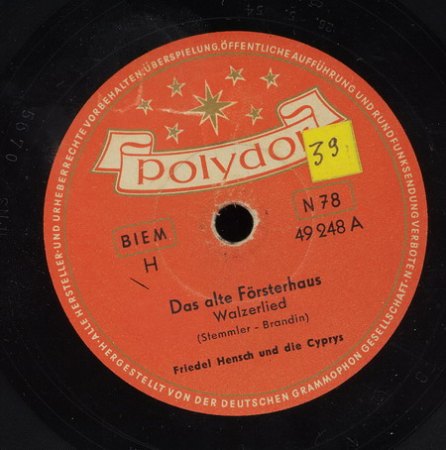 ALLE HERSTELLER- UND URHEBERRECHTE VORBEHALTEN. ÜBERSPIELUNG, ÖFFENTLICHE AUFFÜHRUNG UND RUNDFUNKSENDUNG VERBOTEN
polydor
39
BIEM
H
N 78
49 248 A
Das alte Försterhaus
Walzerlied
(Stemmler - Brandin)
Friedel Hensch und die Cyprys
HERGESTELLT VON DER DEUTSCHEN GRAMMOPHON GESELLSCHAFT